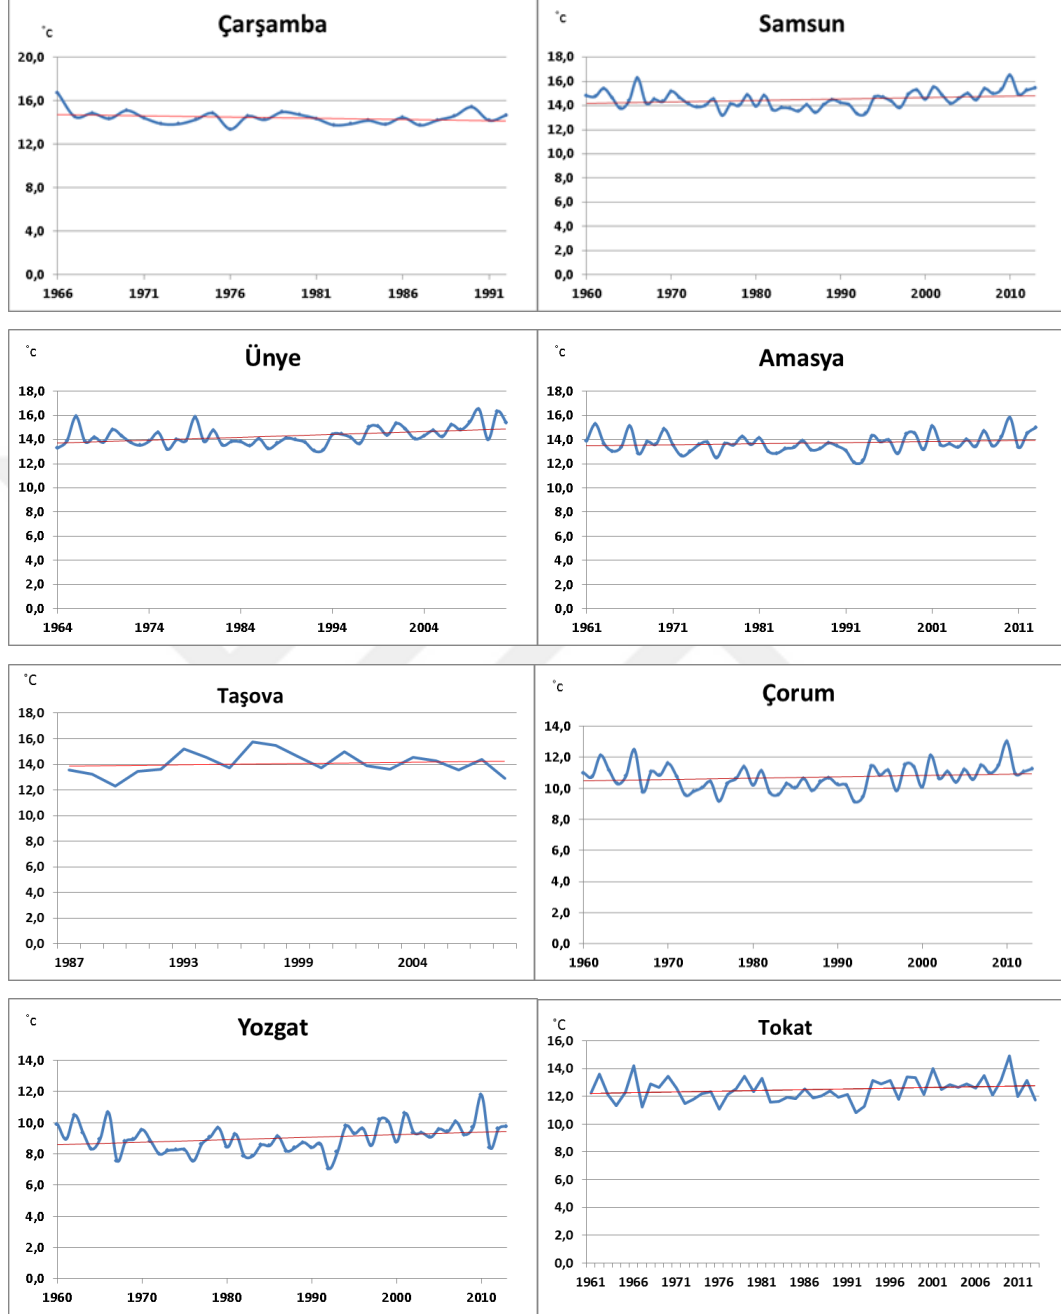 Çarşamba
°c
20,0
16,0
12,0
8,0
4,0
0,0
1966 1971 1976 1981 1986 1991
Samsun
°c
18,0
16,0
14,0
12,0
10,0
8,0
6,0
4,0
2,0
0,0
1960 1970 1980 1990 2000 2010
Ünye
°c
18,0
16,0
14,0
12,0
10,0
8,0
6,0
4,0
2,0
0,0
1964 1974 1984 1994 2004
Amasya
°c
18,0
16,0
14,0
12,0
10,0
8,0
6,0
4,0
2,0
0,0
1961 1971 1981 1991 2001 2011
°C
Taşova
18,0
16,0
14,0
12,0
10,0
8,0
6,0
4,0
2,0
0,0
1987 1993 1999 2004
°c
Çorum
14,0
12,0
10,0
8,0
6,0
4,0
2,0
0,0
1960 1970 1980 1990 2000 2010
°c
Yozgat
14,0
12,0
10,0
8,0
6,0
4,0
2,0
0,0
1960 1970 1980 1990 2000 2010
°C
Tokat
16,0
14,0
12,0
10,0
8,0
6,0
4,0
2,0
0,0
1961 1966 1971 1976 1981 1986 1991 1996 2001 2006 2011